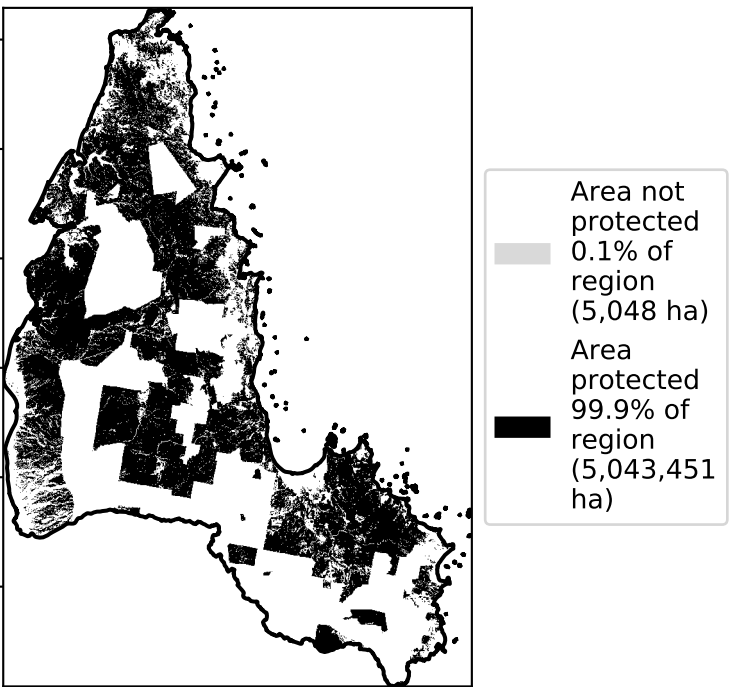 Area not
protected
0.1% of
region
(5,048 ha)
Area
protected
99.9% of
region
(5,043,451
ha)